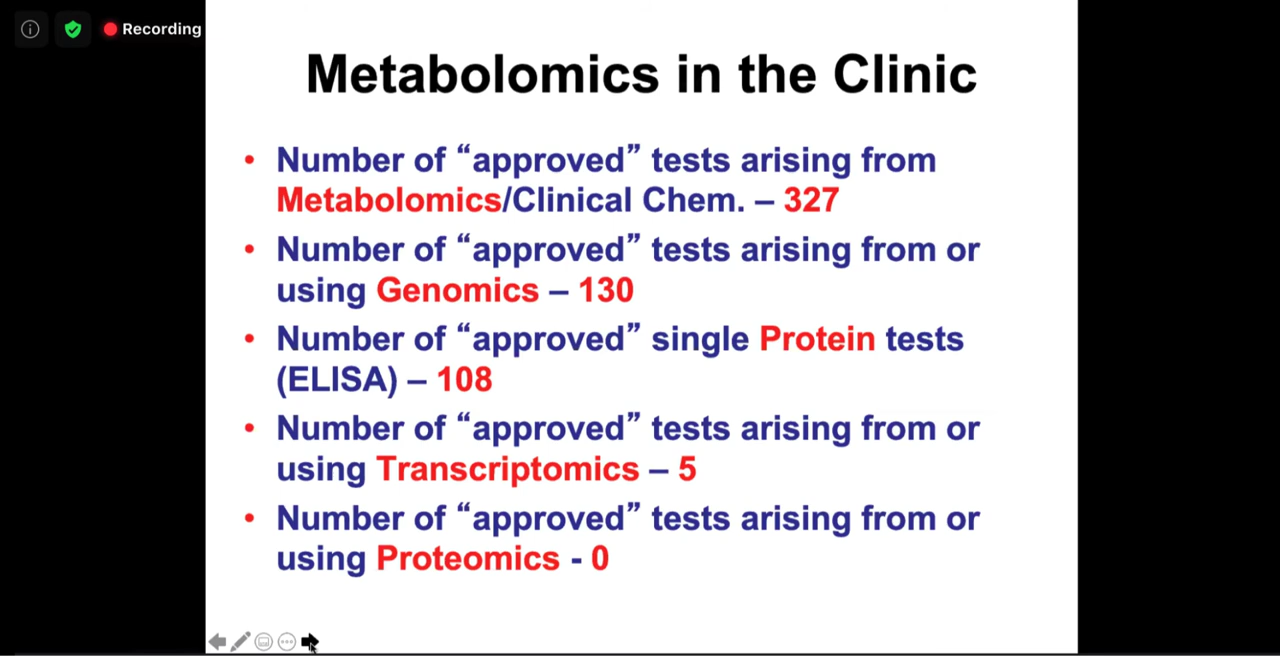 Recording
Metabolomics in the Clinic
• Number of “approved” tests arising from
Metabolomics/Clinical Chem. – 327
• Number of “approved” tests arising from or
using Genomics – 130
• Number of “approved” single Protein tests
(ELISA) – 108
• Number of “approved” tests arising from or
using Transcriptomics – 5
• Number of “approved” tests arising from or
using Proteomics - 0